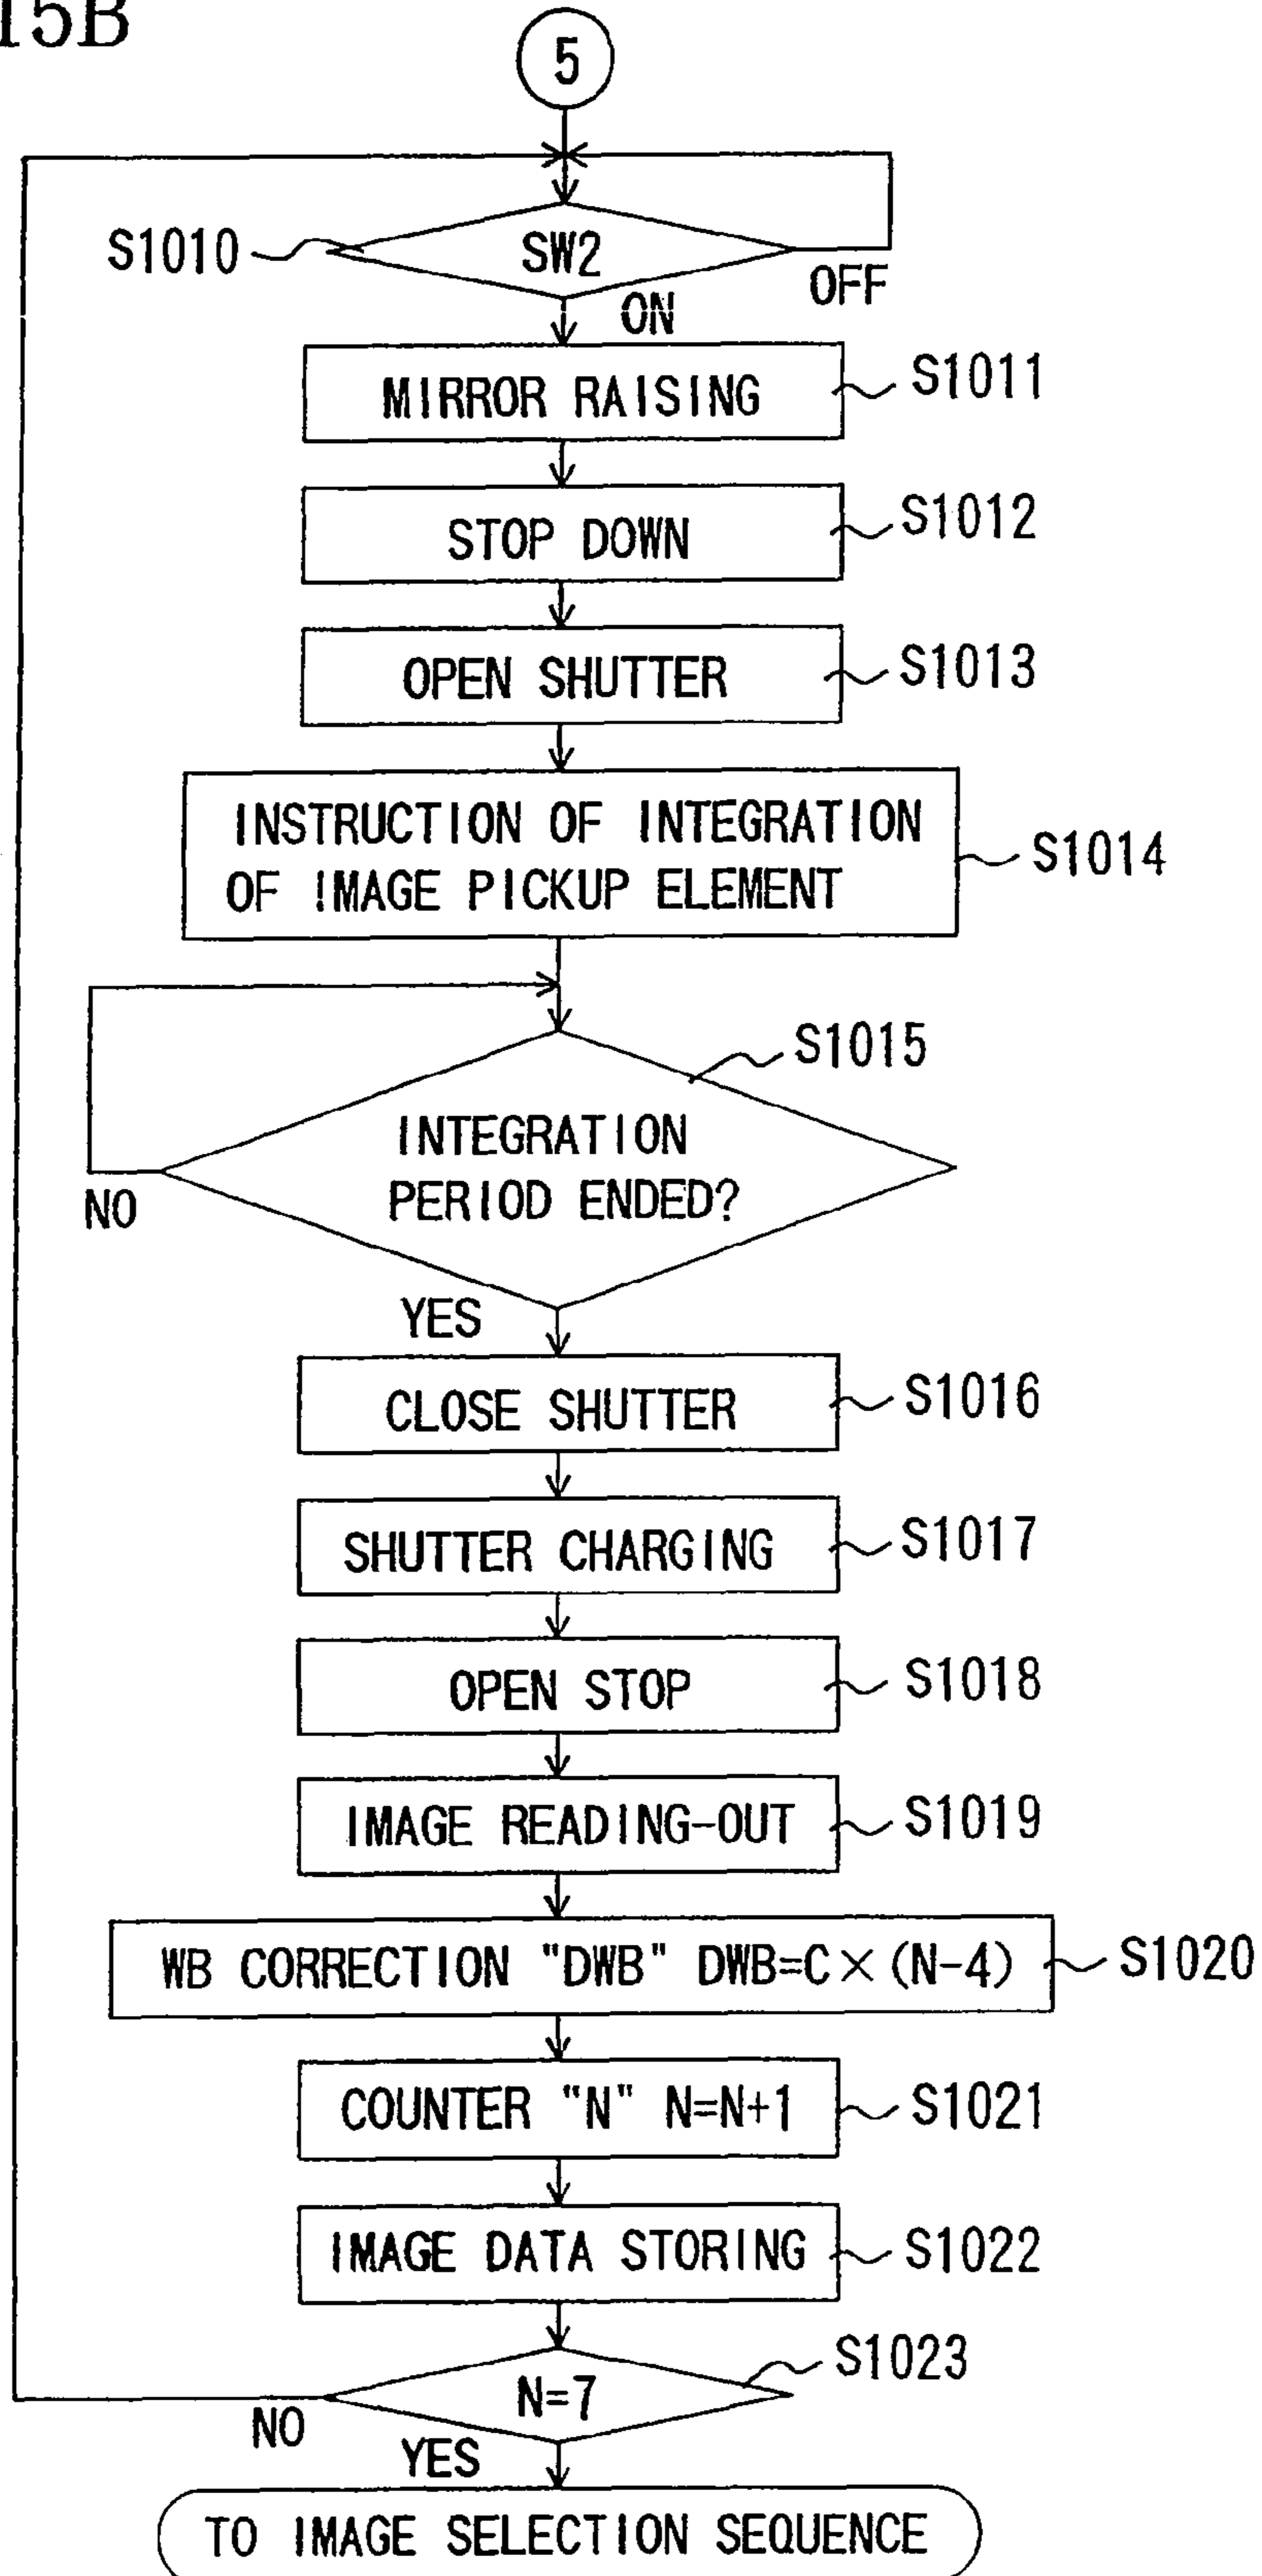 15B
5
S1010
SW2
OFF
ON
MIRROR RAISING
S1011
STOP DOWN
S1012
OPEN SHUTTER
S1013
INSTRUCTION OF INTEGRATION
OF IMAGE PICKUP ELEMENT
S1014
S1015
INTEGRATION
PERIOD ENDED?
NO
YES
CLOSE SHUTTER
S1016
SHUTTER CHARGING
S1017
OPEN STOP
S1018
IMAGE READING-OUT
S1019
WB CORRECTION "DWB" DWB=C×(N-4)
S1020
COUNTER "N" N=N+1
S1021
IMAGE DATA STORING
S1022
S1023
N=7
NO
YES
TO IMAGE SELECTION SEQUENCE